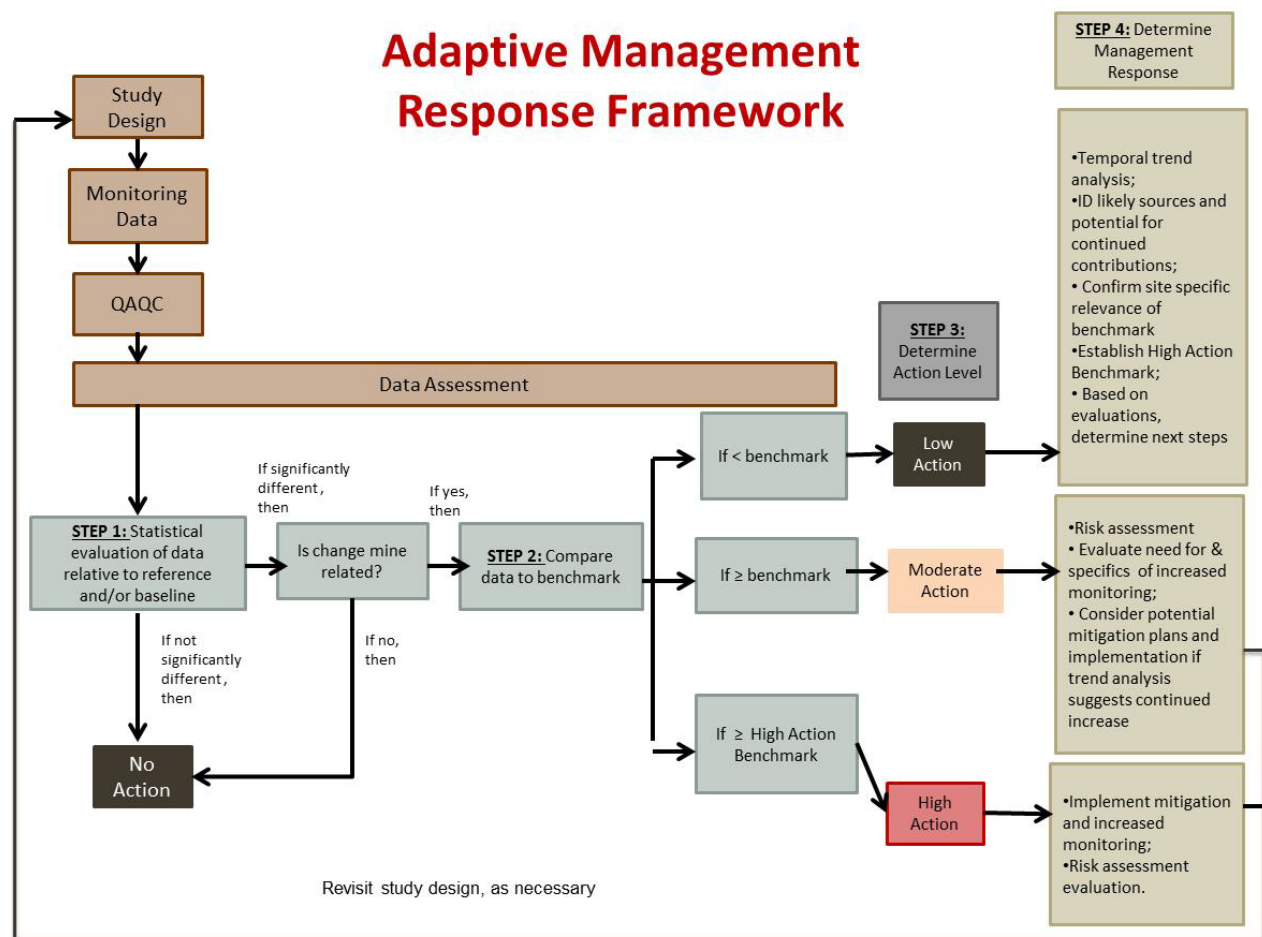 Adaptive Management
Response Framework
STEP 4: Determine
Management
Response
Study
Design
Monitoring
Data
QAQC
Data Assessment
STEP 3:
Determine
Action Level
•Temporal trend
analysis;
•ID likely sources and
potential for
continued
contributions;
• Confirm site specific
relevance of
benchmark
•Establish High Action
Benchmark;
• Based on
evaluations,
determine next steps
If significantly
different,
then
If yes,
then
If < benchmark
Low
Action
STEP 1: Statistical
evaluation of data
relative to reference
and/or baseline
Is change mine
related?
STEP 2: Compare
data to benchmark
If ≥ benchmark
Moderate
Action
•Risk assessment
• Evaluate need for &
specifics of increased
monitoring;
• Consider potential
mitigation plans and
implementation if
trend analysis
suggests continued
increase
If not
significantly
different,
then
If no,
then
No
Action
If ≥ High Action
Benchmark
High
Action
•Implement mitigation
and increased
monitoring;
•Risk assessment
evaluation.
Revisit study design, as necessary